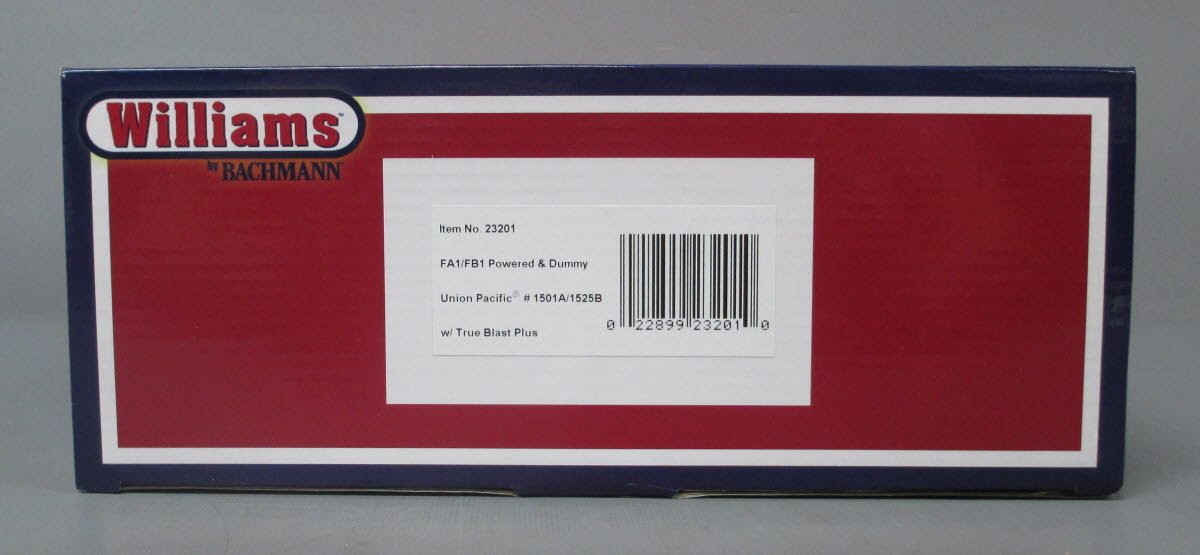 Williams™
by BACHMANN
Item No. 23201
FA1/FB1 Powered & Dummy
Union Pacific® # 1501A/1525B
w/ True Blast Plus
0 22899 23201 0